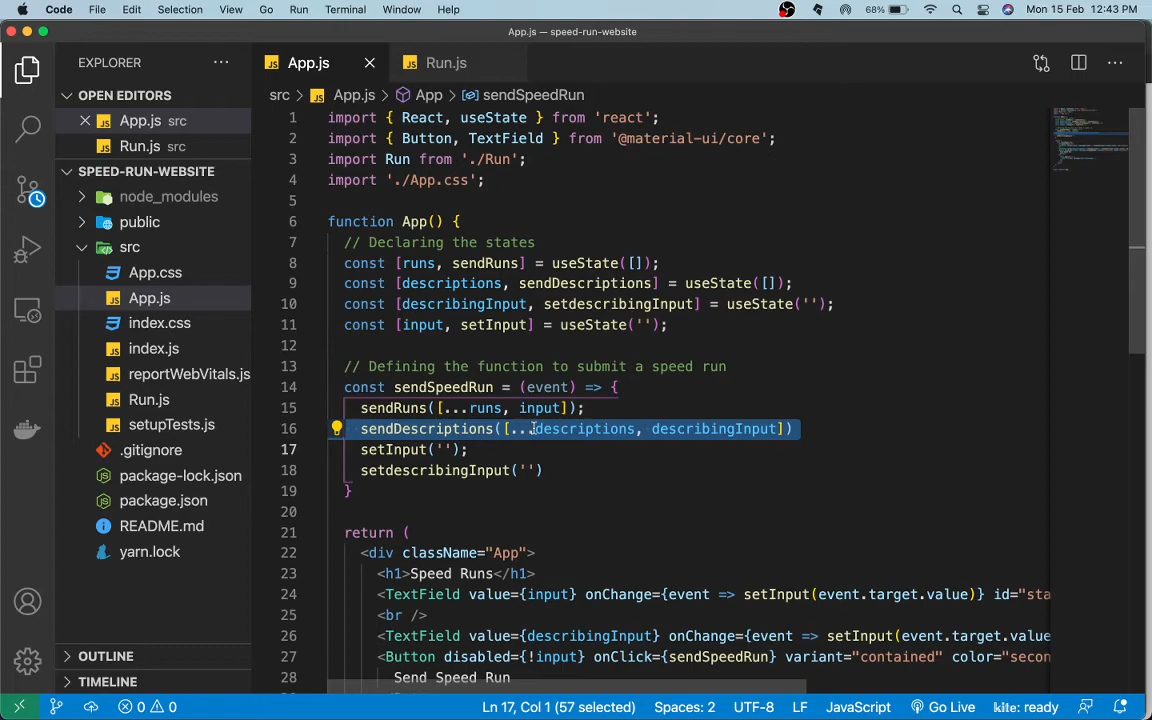 Code File Edit Selection View Go Run Terminal Window Help 68% Mon 15 Feb 12:43 PM
App.js — speed-run-website
EXPLORER ...
App.js
Run.js
OPEN EDITORS
App.js src
Run.js src
SPEED-RUN-WEBSITE
node_modules
public
src
App.css
App.js
index.css
index.js
reportWebVitals.js
Run.js
setupTests.js
.gitignore
package-lock.json
package.json
README.md
yarn.lock
OUTLINE
TIMELINE
src > App.js > App > sendSpeedRun
1 import { React, useState } from 'react';
2 import { Button, TextField } from '@material-ui/core';
3 import Run from './Run';
4 import './App.css';
5
6 function App() {
7 // Declaring the states
8 const [runs, sendRuns] = useState([]);
9 const [descriptions, sendDescriptions] = useState([]);
10 const [describingInput, setdescribingInput] = useState('');
11 const [input, setInput] = useState('');
12
13 // Defining the function to submit a speed run
14 const sendSpeedRun = (event) => {
15 sendRuns([...runs, input]);
16 sendDescriptions([...descriptions, describingInput])
17 setInput('');
18 setdescribingInput('')
19 }
20
21 return (
22 <div className="App">
23 <h1>Speed Runs</h1>
24 <TextField value={input} onChange={event => setInput(event.target.value)} id="sta
25 <br />
26 <TextField value={describingInput} onChange={event => setInput(event.target.value
27 <Button disabled={!input} onClick={sendSpeedRun} variant="contained" color="secon
28 Send Speed Run
0 0 Ln 17, Col 1 (57 selected) Spaces: 2 UTF-8 LF JavaScript Go Live kite: ready